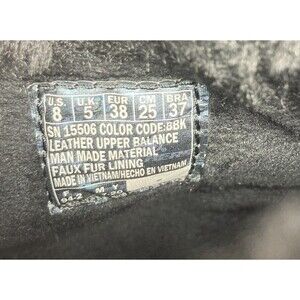 U.S. U.K. EUR CM BRA
8 5 38 25 37
SN 15506 COLOR CODE:BBK
LEATHER UPPER BALANCE
MAN MADE MATERIAL
FAUX FUR LINING
MADE IN VIETNAM/HECHO EN VIETNAM